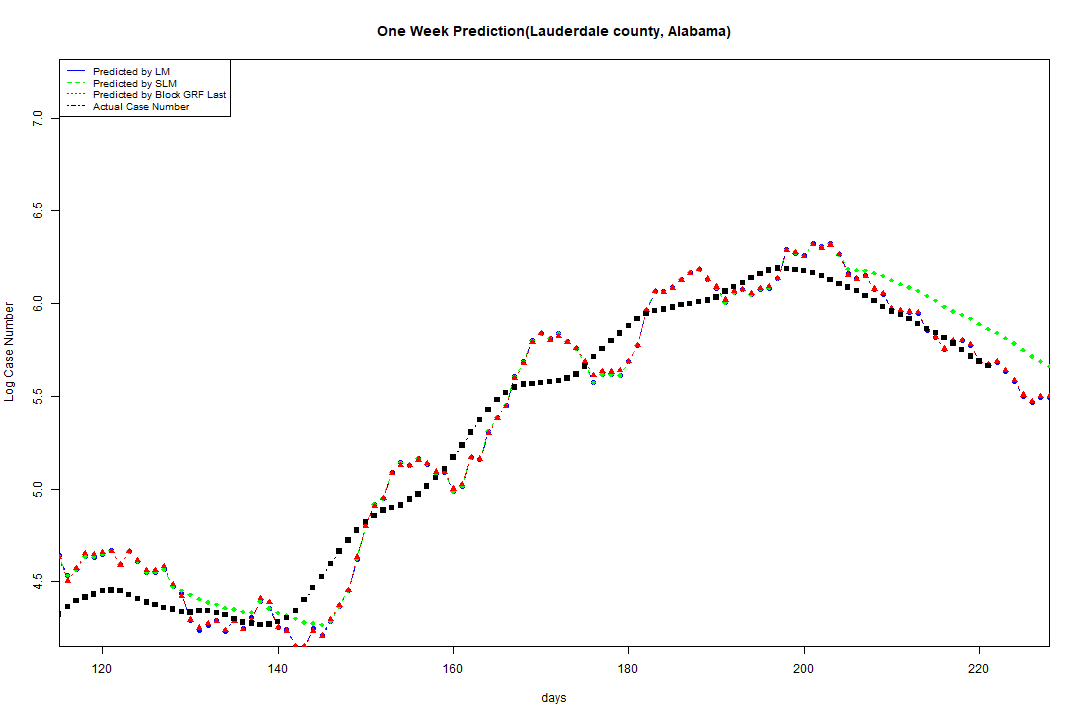 One Week Prediction(Lauderdale county, Alabama)
Predicted by LM
Predicted by SLM
Predicted by Block GRF Last
Actual Case Number
7.0
6.5
6.0
5.5
5.0
4.5
Log Case Number
120 140 160 180 200 220
days